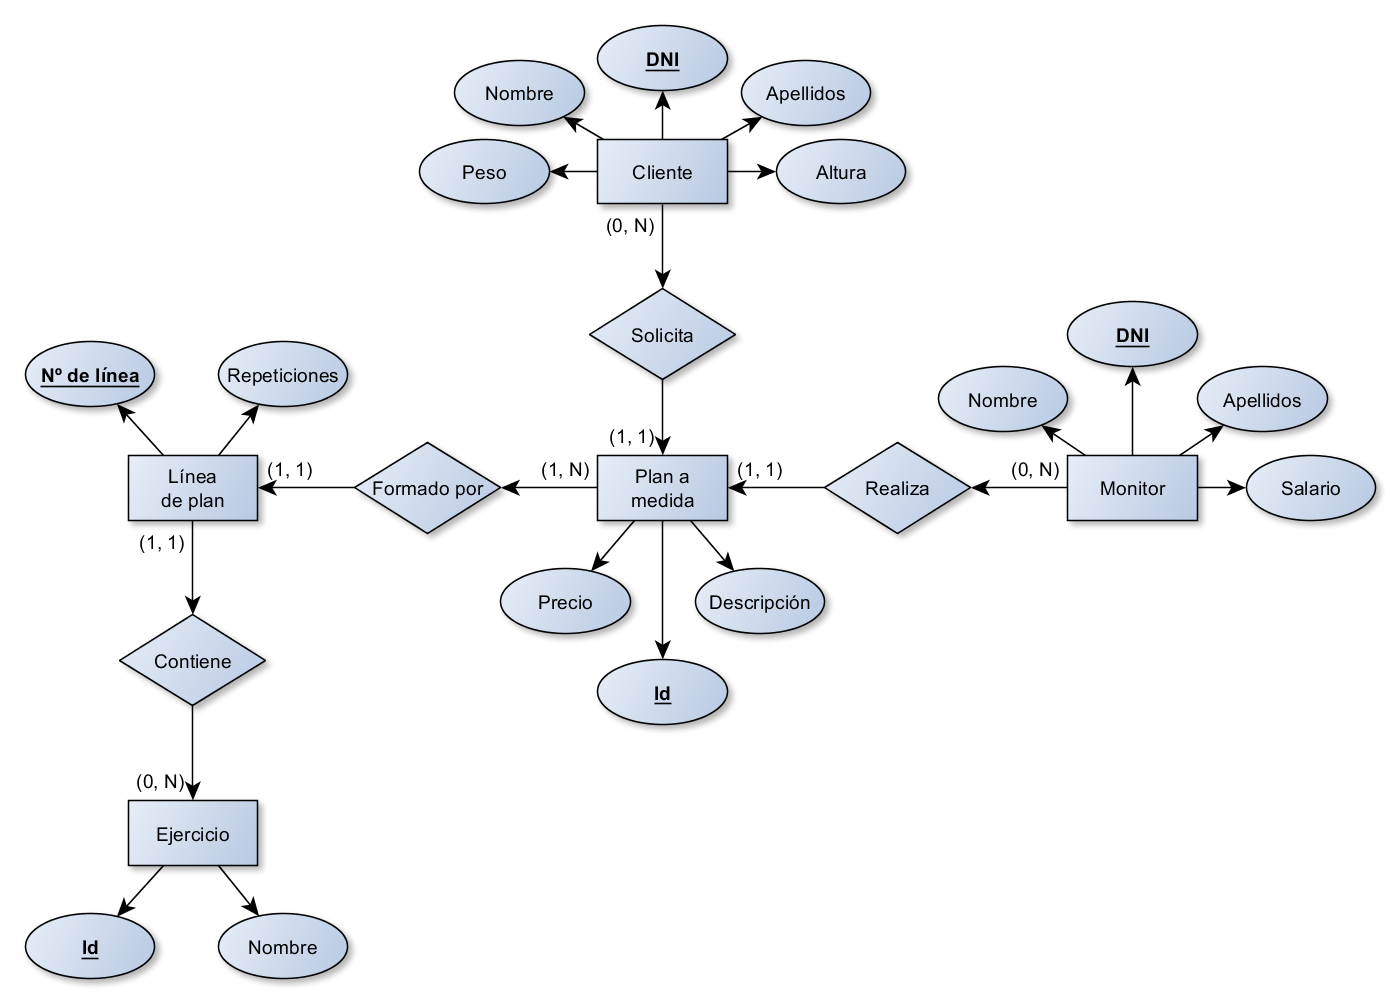 DNI
Nombre
Apellidos
Peso
Cliente
Altura
(0, N)
Solicita
DNI
Nº de línea
Repeticiones
Nombre
Apellidos
(1, 1)
(1, 1)
(1, N)
(1, 1)
(0, N)
Línea
de plan
Formado por
Plan a
medida
Realiza
Monitor
Salario
(1, 1)
Precio
Descripción
Contiene
Id
(0, N)
Ejercicio
Id
Nombre